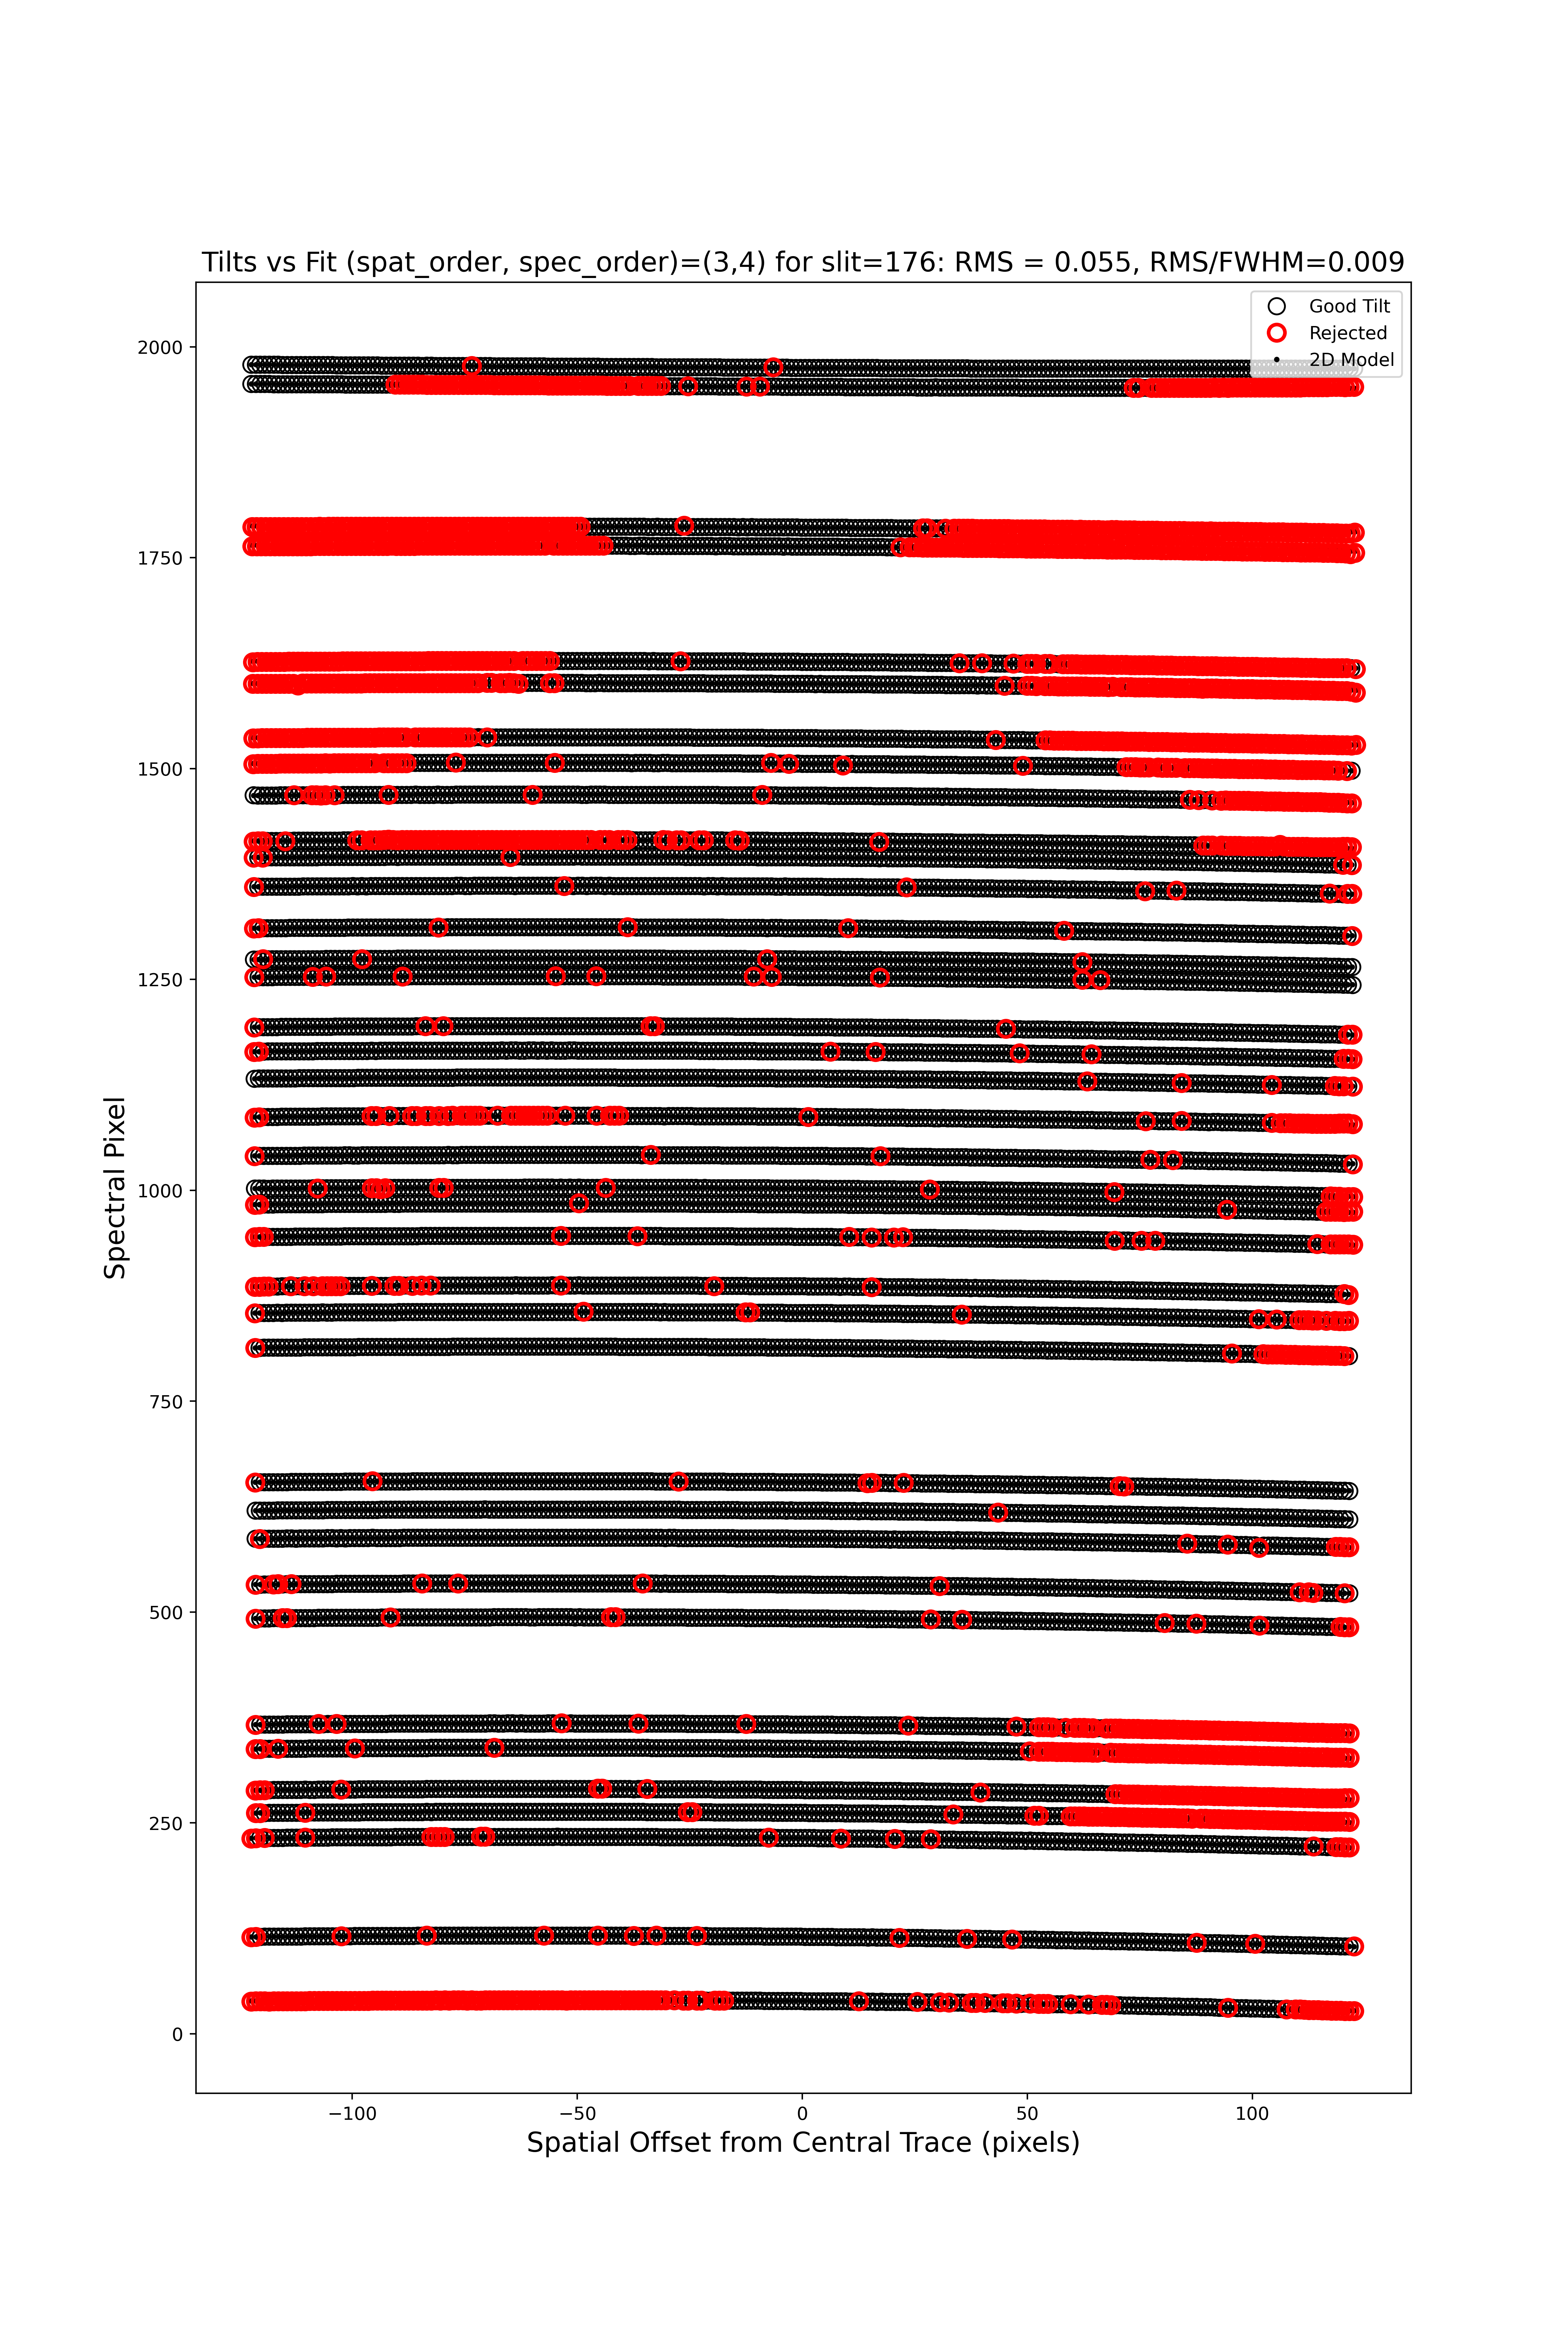 Tilts vs Fit (spat_order, spec_order)=(3,4) for slit=176: RMS = 0.055, RMS/FWHM=0.009
Good Tilt
Rejected
2D Model
2000
1750
1500
1250
1000
750
500
250
0
Spectral Pixel
−100
−50
0
50
100
Spatial Offset from Central Trace (pixels)